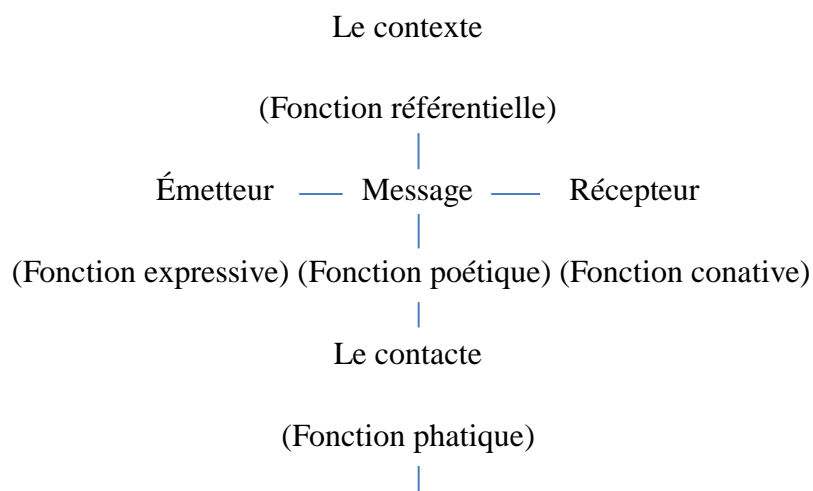 Le contexte
(Fonction référentielle)
Émetteur Message Récepteur
(Fonction expressive) (Fonction poétique) (Fonction conative)
Le contacte
(Fonction phatique)